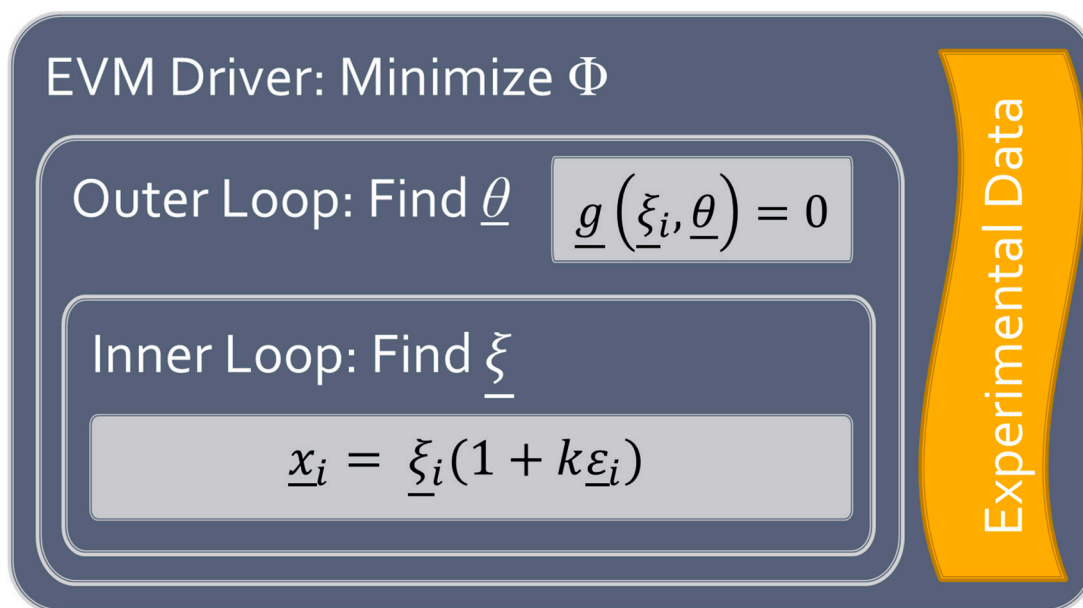 EVM Driver: Minimize Φ
Outer Loop: Find θ
g(ξᵢ, θ) = 0
Inner Loop: Find ξ
xᵢ = ξᵢ(1 + kεᵢ)
Experimental Data